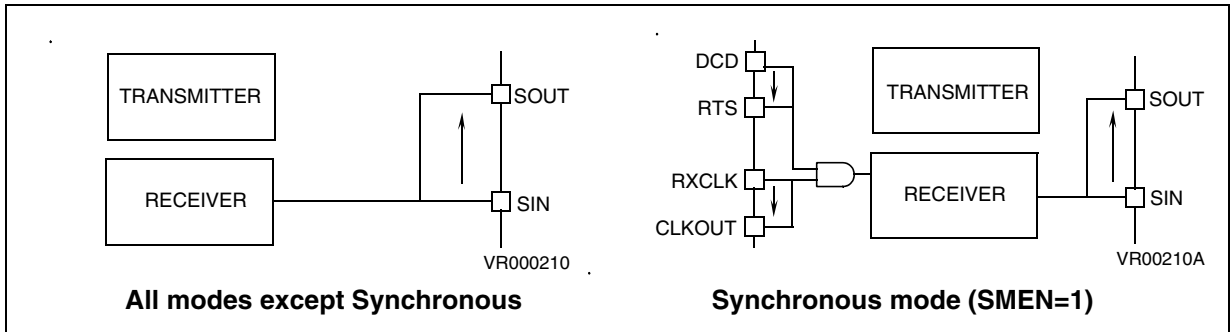 TRANSMITTER
RECEIVER
SOUT
SIN
VR000210
All modes except Synchronous
DCD
RTS
RXCLK
CLKOUT
TRANSMITTER
RECEIVER
SOUT
SIN
VR00210A
Synchronous mode (SMEN=1)